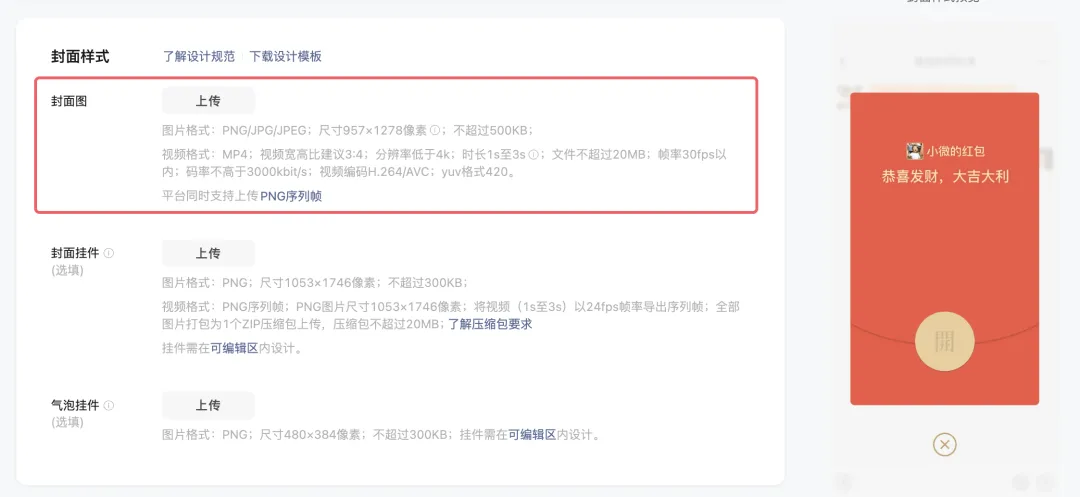 封面样式 了解设计规范 下载设计模板
封面图 上传
图片格式：PNG/JPG/JPEG；尺寸957×1278像素；不超过500KB；
视频格式：MP4；视频宽高比建议3:4；分辨率低于4k；时长1s至3s；文件不超过20MB；帧率30fps以
内；码率不高于3000kbit/s；视频编码H.264/AVC；yuv格式420。
平台同时支持上传PNG序列帧
封面挂件 上传
(选填)
图片格式：PNG；尺寸1053×1746像素；不超过300KB；
视频格式：PNG序列帧；PNG图片尺寸1053×1746像素；将视频（1s至3s）以24fps帧率导出序列帧；全部
图片打包为1个ZIP压缩包上传，压缩包不超过20MB；了解压缩包要求
挂件需在可编辑区内设计。
气泡挂件 上传
(选填)
图片格式：PNG；尺寸480×384像素；不超过300KB；挂件需在可编辑区内设计。
小微的红包
恭喜发财，大吉大利
開